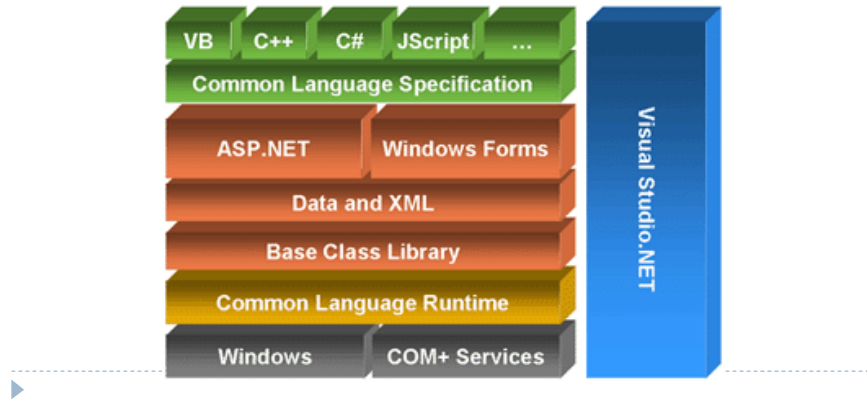 VB C++ C# JScript ...
Common Language Specification
ASP.NET Windows Forms
Data and XML
Base Class Library
Common Language Runtime
Windows COM+ Services
Visual Studio.NET